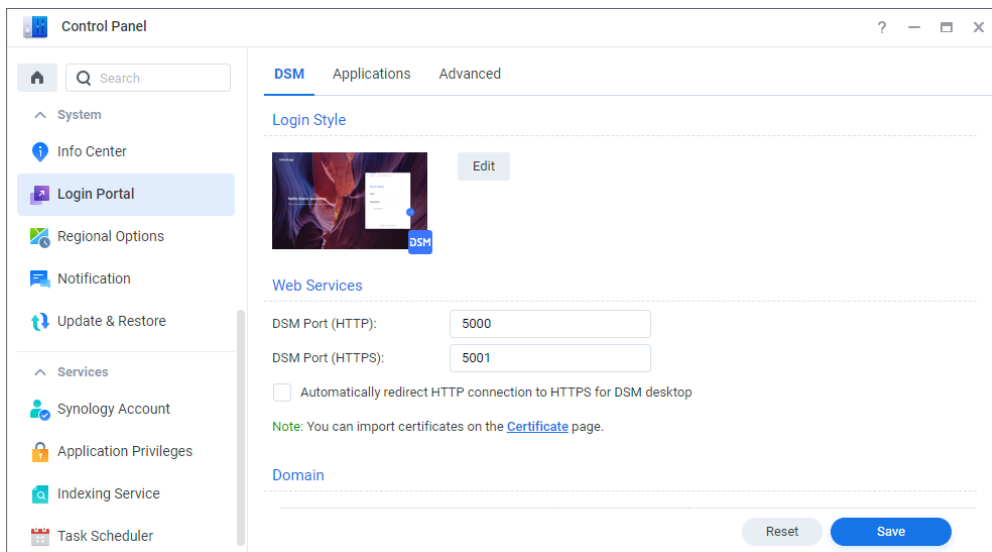 Control Panel
?
Search
System
Info Center
Login Portal
Regional Options
Notification
Update & Restore
Services
Synology Account
Application Privileges
Indexing Service
Task Scheduler
DSM Applications Advanced
Login Style
DSM
Edit
Web Services
DSM Port (HTTP): 5000
DSM Port (HTTPS): 5001
Automatically redirect HTTP connection to HTTPS for DSM desktop
Note: You can import certificates on the Certificate page.
Domain
Reset Save